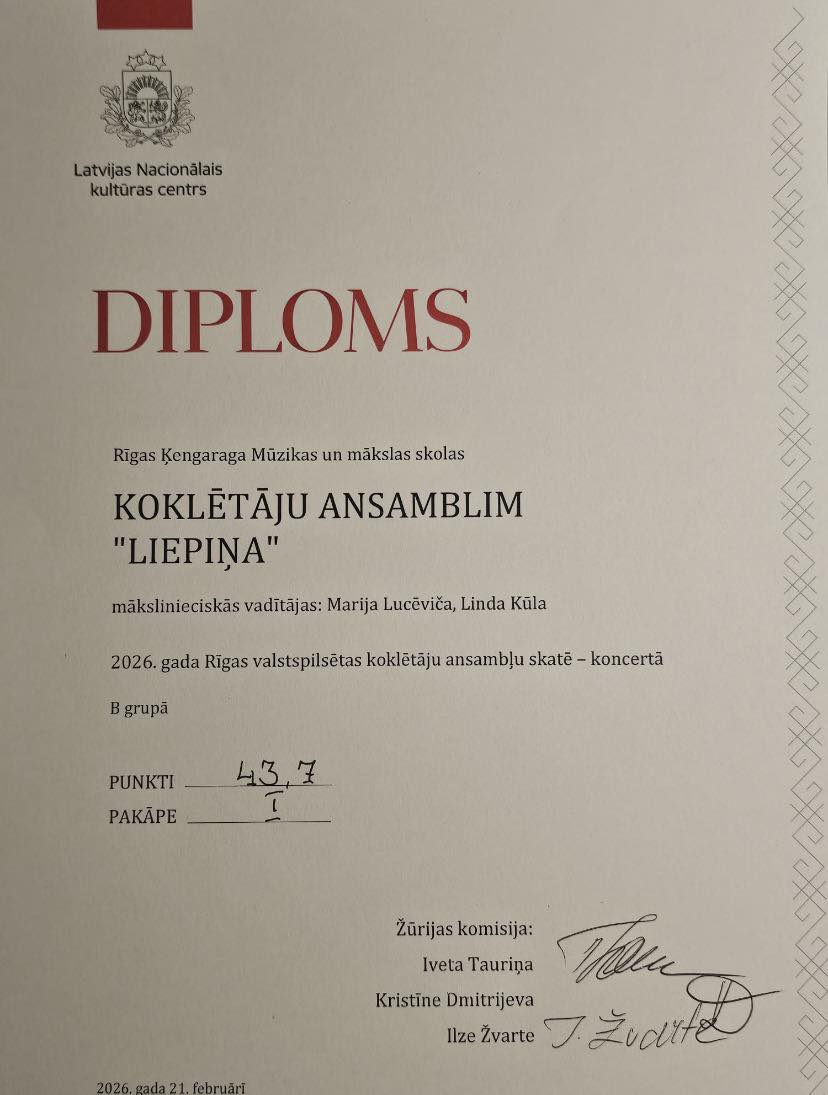 Latvijas Nacionālais
kultūras centrs
DIPLOMS
Rīgas Ķengaraga Mūzikas un mākslas skolas
KOKLĒTĀJU ANSAMBLIM
"LIEPIŅA"
mākslinieciskās vadītājas: Marija Lucēviča, Linda Kūla
2026. gada Rīgas valstspilsētas koklētāju ansambļu skatē – koncertā
B grupā
PUNKTI 43,7
PAKĀPE I
Žūrijas komisija:
Iveta Tauriņa
Kristīne Dmitrijeva
Ilze Žvarte
2026. gada 21. februārī